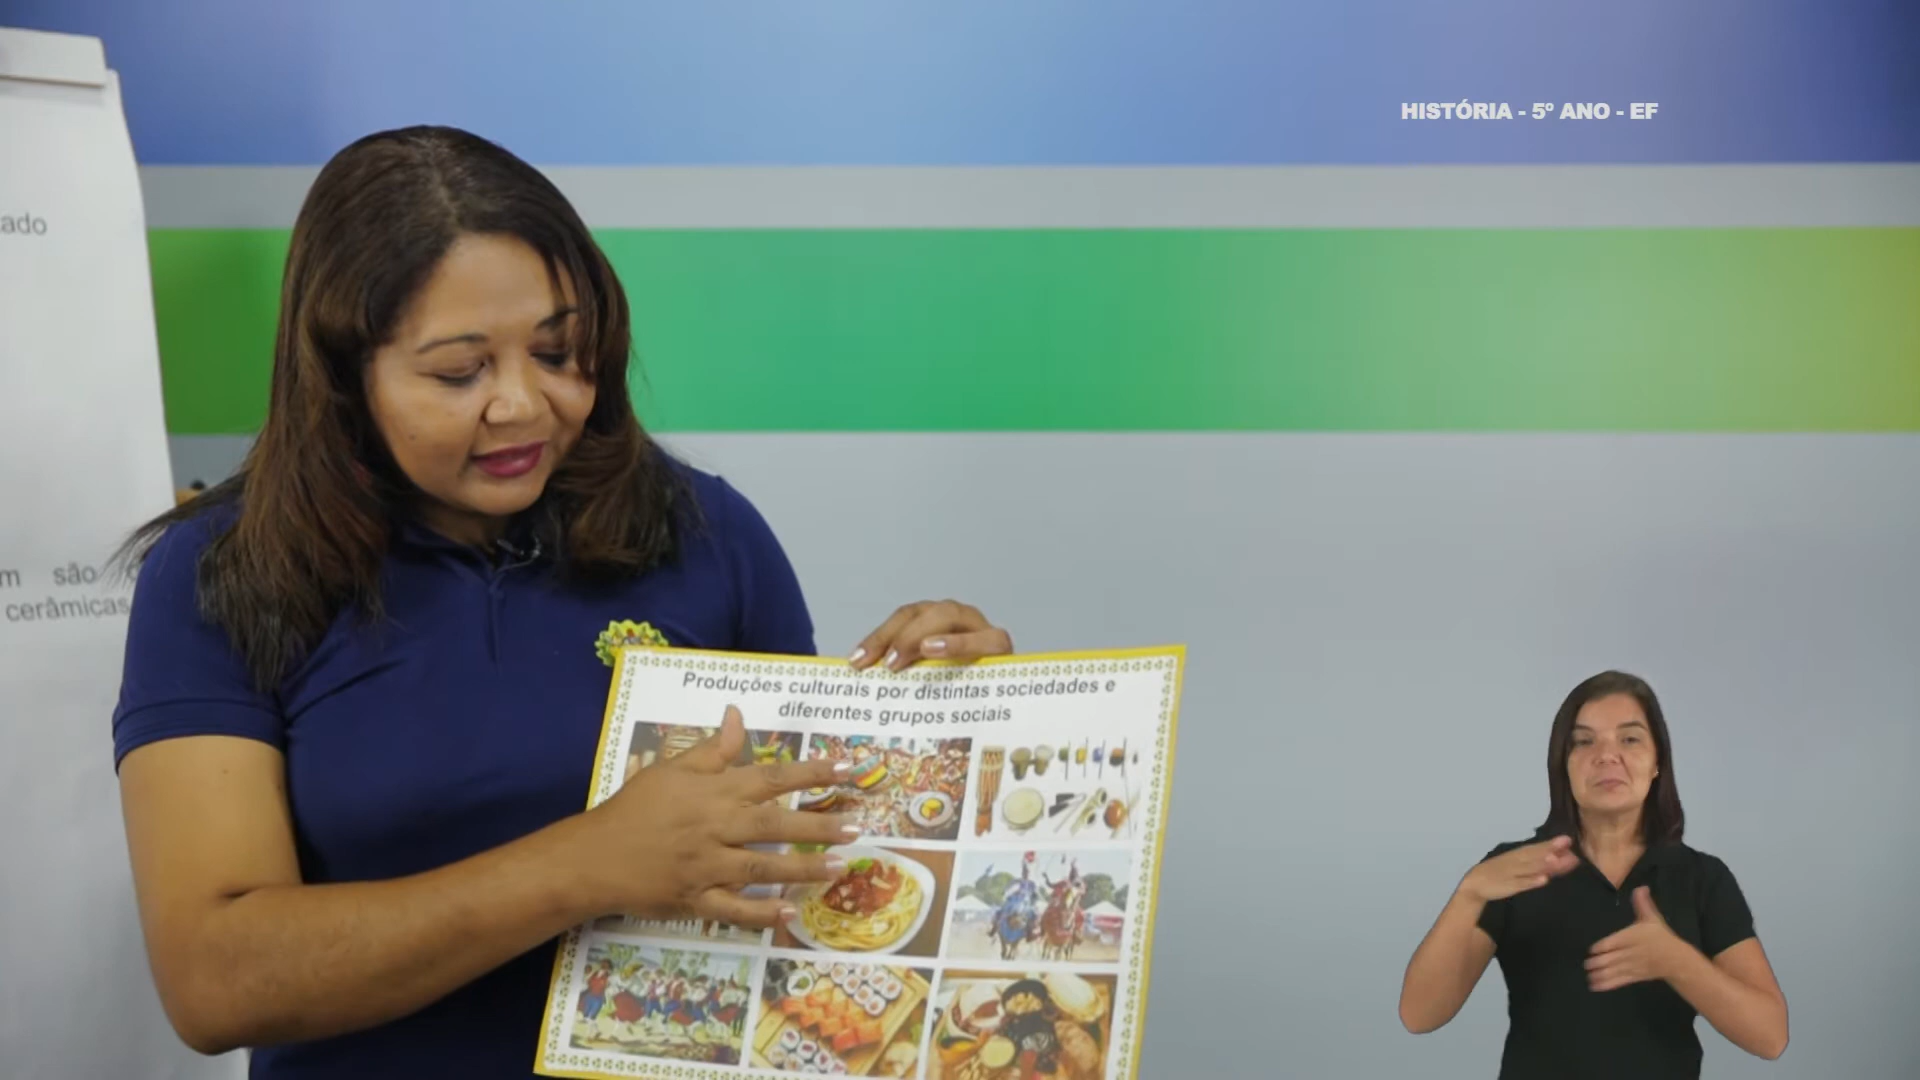 HISTÓRIA - 5º ANO - EF
ado
m são
cerâmicas
Produções culturais por distintas sociedades e
diferentes grupos sociais